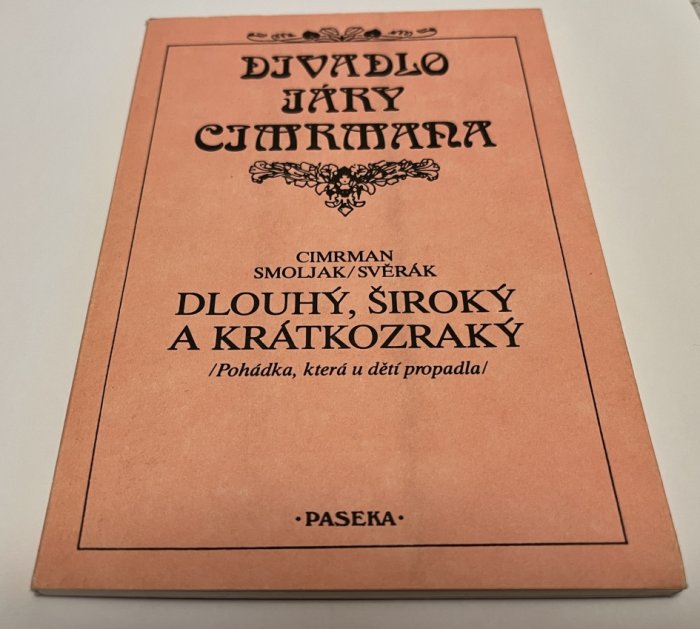 DIVADLO
JÁRY
CIMRMANA
CIMRMAN
SMOLJAK/SVĚRÁK
DLOUHÝ, ŠIROKÝ
A KRÁTKOZRAKÝ
/Pohádka, která u dětí propadla/
·PASEKA·